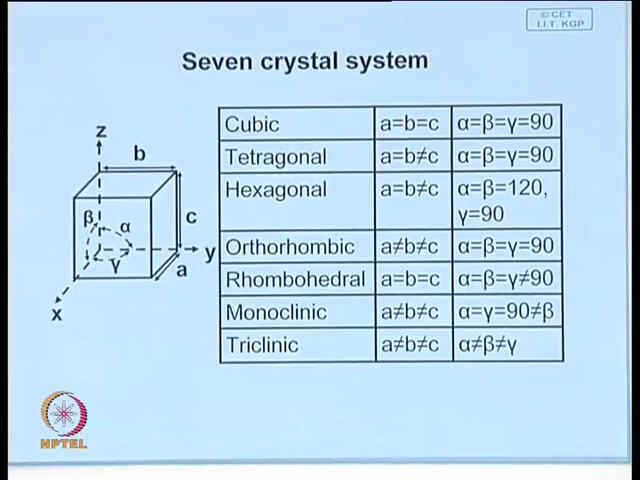 © CET
I.I.T. KGP
Seven crystal system
z
b
β
α
c
γ
a
y
x
Cubic a=b=c α=β=γ=90
Tetragonal a=b≠c α=β=γ=90
Hexagonal a=b≠c α=β=120,
γ=90
Orthorhombic a≠b≠c α=β=γ=90
Rhombohedral a=b=c α=β=γ≠90
Monoclinic a≠b≠c α=γ=90≠β
Triclinic a≠b≠c α≠β≠γ
NPTEL